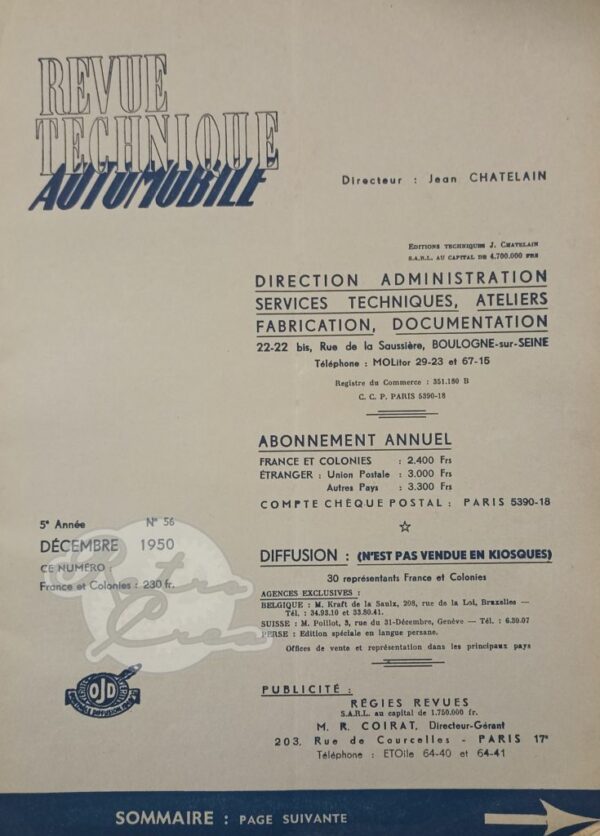 REVUE
TECHNIQUE
AUTOMOBILE
Directeur : Jean CHATELAIN
EDITIONS TECHNIQUES J. CHATELAIN
S.A.R.L. AU CAPITAL DE 4.700.000 FRS
DIRECTION ADMINISTRATION
SERVICES TECHNIQUES, ATELIERS
FABRICATION, DOCUMENTATION
22-22 bis, Rue de la Saussière, BOULOGNE-sur-SEINE
Téléphone : MOLitor 29-23 et 67-15
Registre du Commerce : 351.180 B
C. C. P. PARIS 5390-18
ABONNEMENT ANNUEL
FRANCE ET COLONIES : 2.400 Frs
ÉTRANGER : Union Postale : 3.000 Frs
Autres Pays : 3.300 Frs
COMPTE CHÈQUE POSTAL : PARIS 5390-18
5e Année N° 56
DÉCEMBRE 1950
CE NUMÉRO :
France et Colonies : 230 fr.
Retro Crea
DIFFUSION : (N'EST PAS VENDUE EN KIOSQUES)
30 représentants France et Colonies
AGENCES EXCLUSIVES :
BELGIQUE : M. Kraft de la Saulx, 208, rue de la Loi, Bruxelles —
Tél. : 34.93.10 et 33.80.41.
SUISSE : M. Poillot, 3, rue du 31-Décembre, Genève — Tél. : 6.39.07
PERSE : Edition spéciale en langue persane.
Offices de vente et représentation dans les principaux pays
OJD
PUBLICITÉ :
RÉGIES REVUES
S.A.R.L. au capital de 1.750.000 fr.
M. R. COIRAT, Directeur-Gérant
203, Rue de Courcelles - PARIS 17e
Téléphone : ETOile 64-40 et 64-41
SOMMAIRE : PAGE SUIVANTE